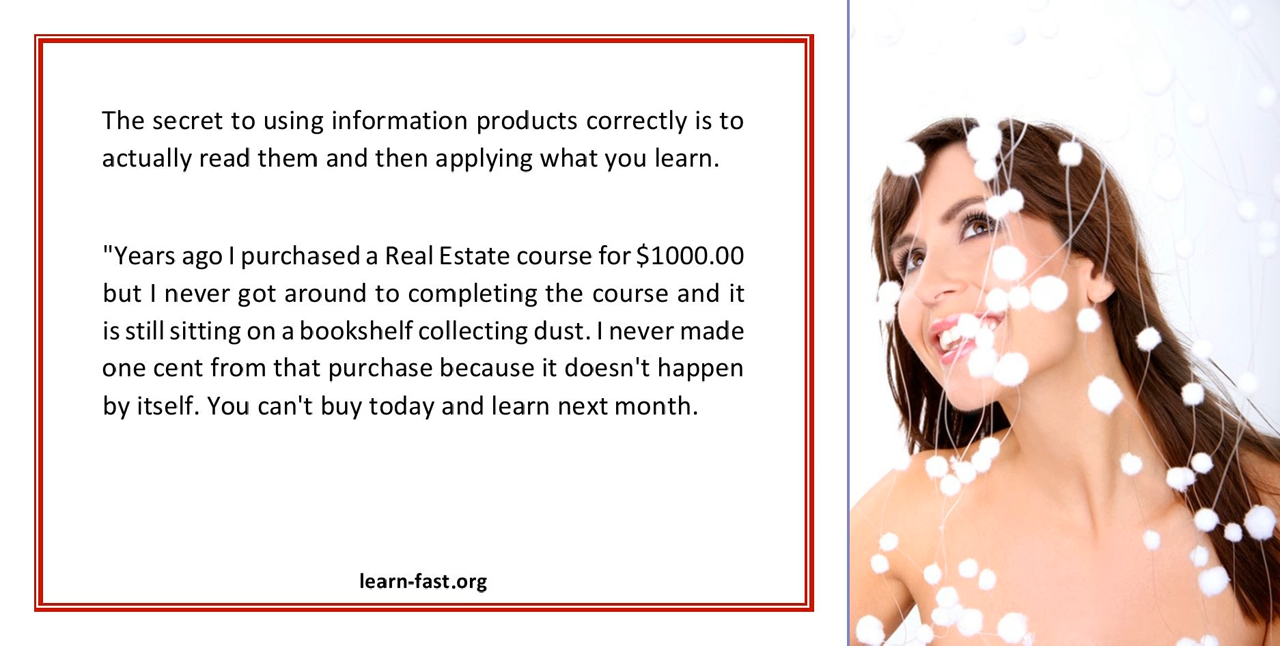 The secret to using information products correctly is to
actually read them and then applying what you learn.
"Years ago I purchased a Real Estate course for $1000.00
but I never got around to completing the course and it
is still sitting on a bookshelf collecting dust. I never made
one cent from that purchase because it doesn't happen
by itself. You can't buy today and learn next month.
learn-fast.org